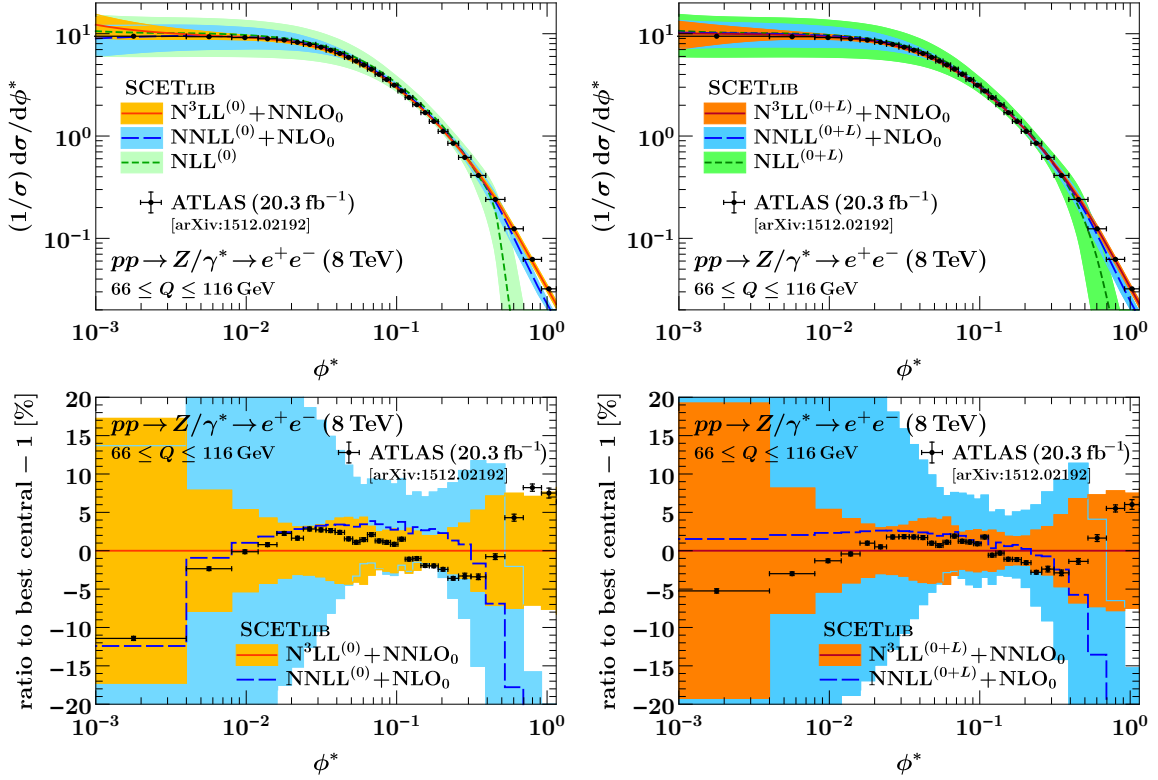 (1/σ) dσ/dϕ*
10¹
10⁰
10⁻¹
SCETLIB
N³LL⁽⁰⁾+NNLO₀
NNLL⁽⁰⁾+NLO₀
NLL⁽⁰⁾
ATLAS (20.3 fb⁻¹)
[arXiv:1512.02192]
pp→Z/γ*→e⁺e⁻ (8 TeV)
66 ≤ Q ≤ 116 GeV
10⁻³ 10⁻² 10⁻¹ 10⁰
ϕ*
(1/σ) dσ/dϕ*
10¹
10⁰
10⁻¹
SCETLIB
N³LL⁽⁰⁺ᴸ⁾+NNLO₀
NNLL⁽⁰⁺ᴸ⁾+NLO₀
NLL⁽⁰⁺ᴸ⁾
ATLAS (20.3 fb⁻¹)
[arXiv:1512.02192]
pp→Z/γ*→e⁺e⁻ (8 TeV)
66 ≤ Q ≤ 116 GeV
10⁻³ 10⁻² 10⁻¹ 10⁰
ϕ*
ratio to best central − 1 [%]
20
15
10
5
0
−5
−10
−15
−20
pp→Z/γ*→e⁺e⁻ (8 TeV)
66 ≤ Q ≤ 116 GeV
ATLAS (20.3 fb⁻¹)
[arXiv:1512.02192]
SCETLIB
N³LL⁽⁰⁾+NNLO₀
NNLL⁽⁰⁾+NLO₀
10⁻³ 10⁻² 10⁻¹ 10⁰
ϕ*
ratio to best central − 1 [%]
20
15
10
5
0
−5
−10
−15
−20
pp→Z/γ*→e⁺e⁻ (8 TeV)
66 ≤ Q ≤ 116 GeV
ATLAS (20.3 fb⁻¹)
[arXiv:1512.02192]
SCETLIB
N³LL⁽⁰⁺ᴸ⁾+NNLO₀
NNLL⁽⁰⁺ᴸ⁾+NLO₀
10⁻³ 10⁻² 10⁻¹ 10⁰
ϕ*